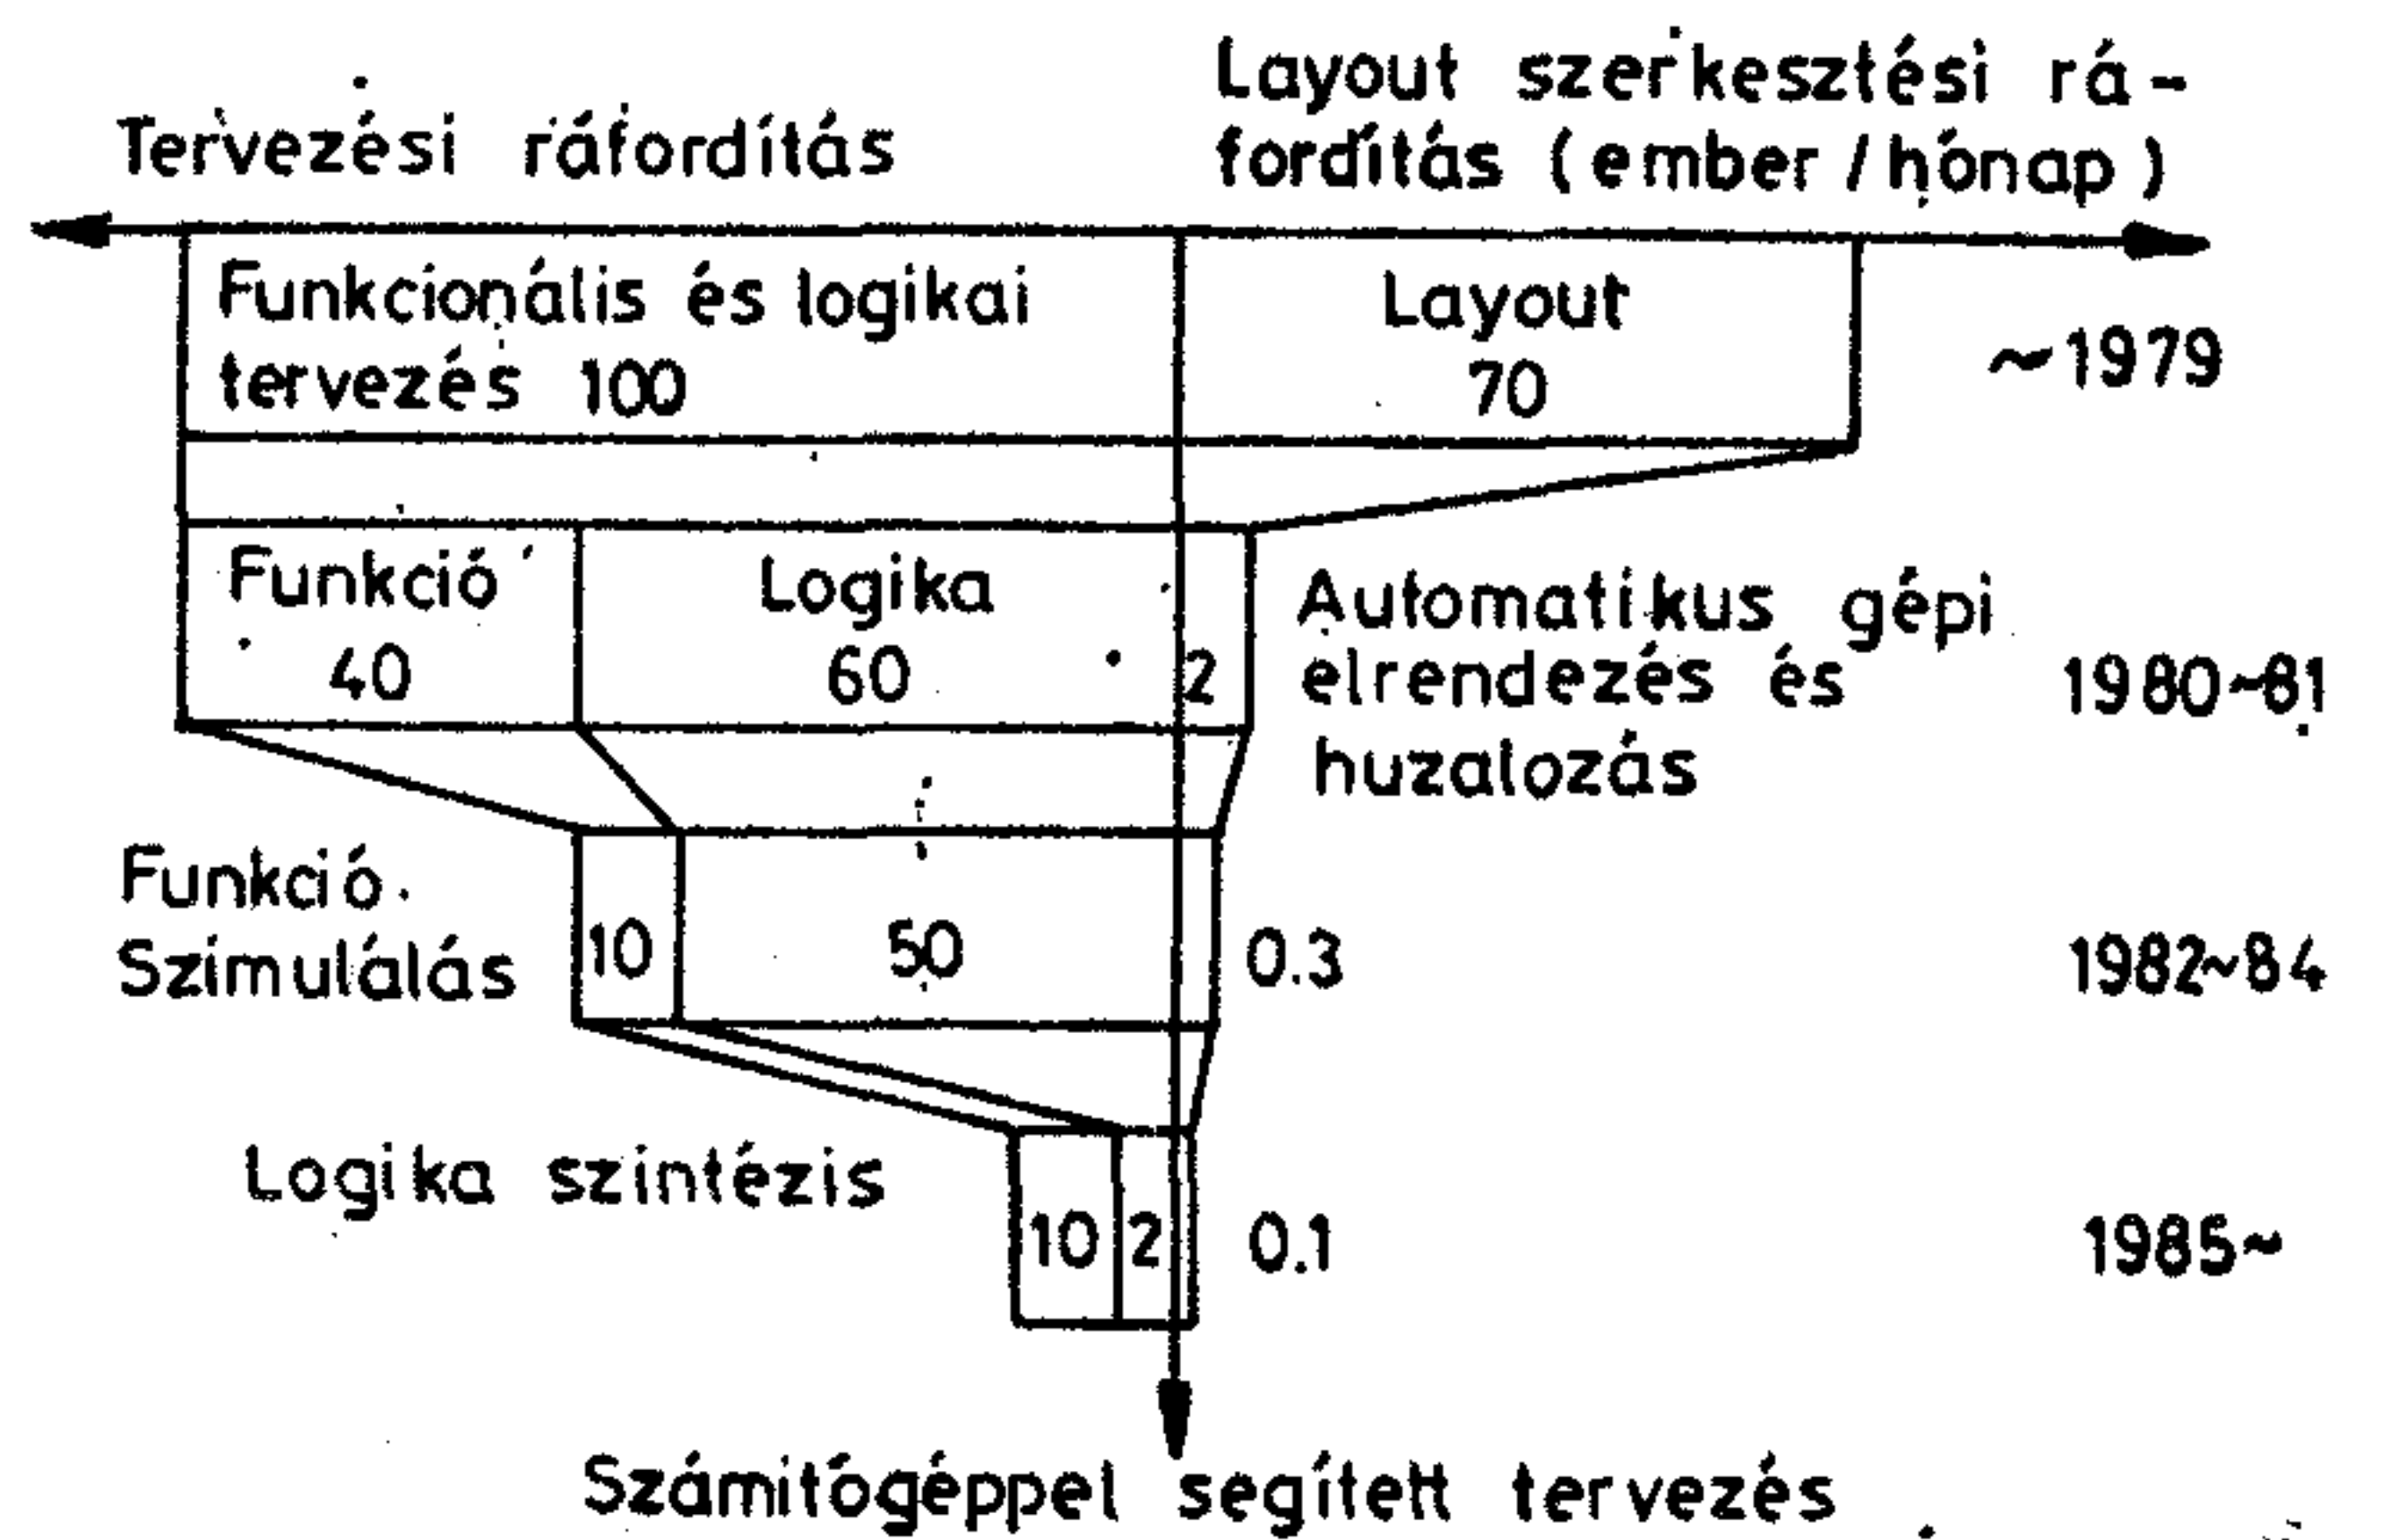 Tervezési ráfordítás
Layout szerkesztési rá-
fordítás (ember/hónap)
Funkcionális és logikai
tervezés 100
Layout
70
~1979
Funkció
40
Logika
60
2
Automatikus gépi
elrendezés és
huzalozás
1980~81
Funkció
Szimulálás
10
50
0.3
1982~84
Logika szintézis
10
2
0.1
1985~
Számitógéppel segített tervezés